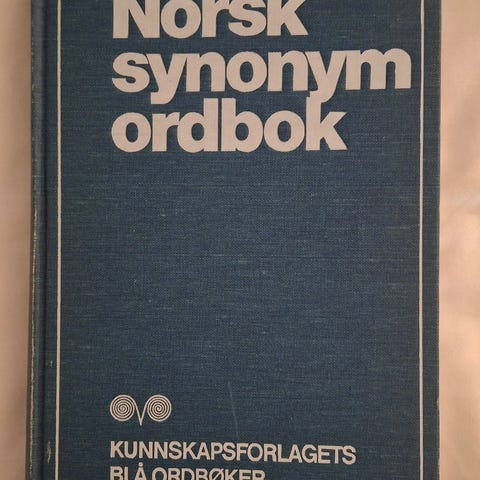 Norsk
synonym
ordbok
KUNNSKAPSFORLAGETS
BLÅ ORDBØKER